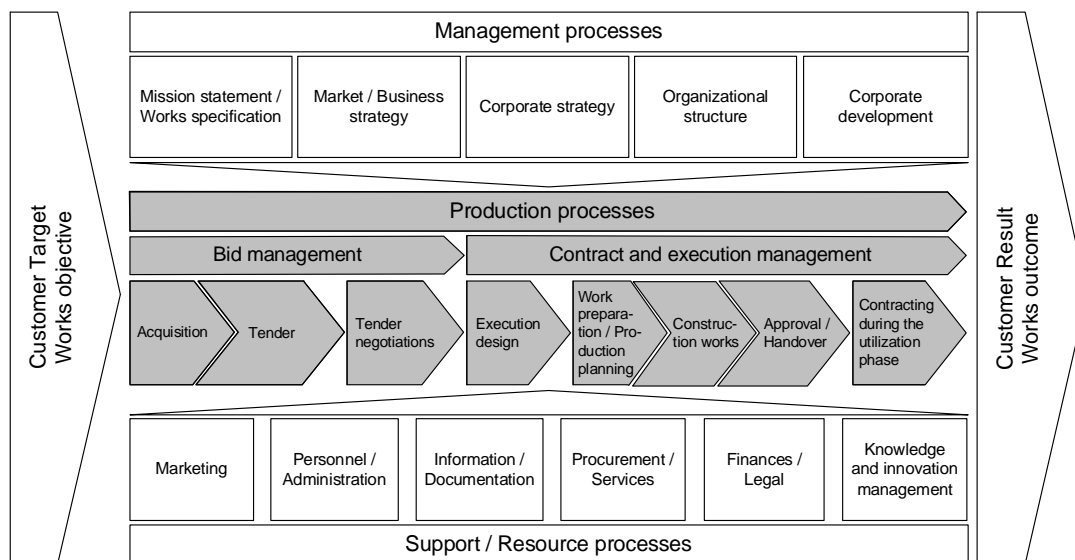 Customer Target
Works objective
Management processes
Mission statement /
Works specification
Market / Business
strategy
Corporate strategy
Organizational
structure
Corporate
development
Production processes
Bid management
Contract and execution management
Acquisition
Tender
Tender
negotiations
Execution
design
Work
prepara-
tion / Pro-
duction
planning
Construc-
tion works
Approval /
Handover
Contracting
during the
utilization
phase
Marketing
Personnel /
Administration
Information /
Documentation
Procurement /
Services
Finances /
Legal
Knowledge
and innovation
management
Support / Resource processes
Customer Result
Works outcome